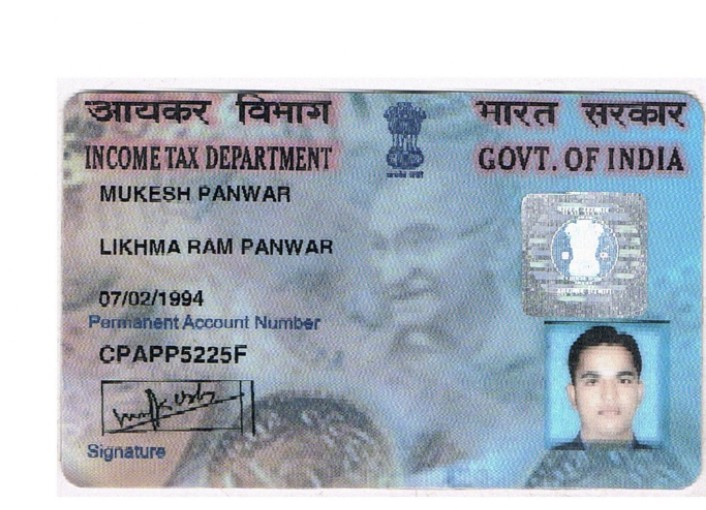 आयकर विभाग
भारत सरकार
INCOME TAX DEPARTMENT
GOVT. OF INDIA
MUKESH PANWAR
LIKHMA RAM PANWAR
07/02/1994
Permanent Account Number
CPAPP5225F
Signature